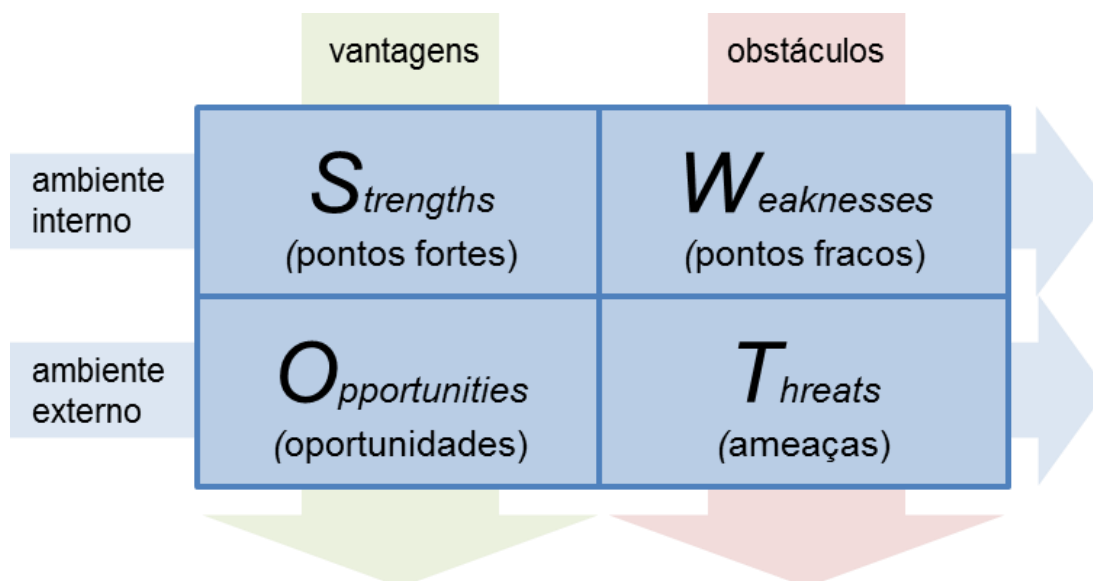 vantagens
obstáculos
ambiente
interno
Strengths
(pontos fortes)
Weaknesses
(pontos fracos)
ambiente
externo
Opportunities
(oportunidades)
Threats
(ameaças)